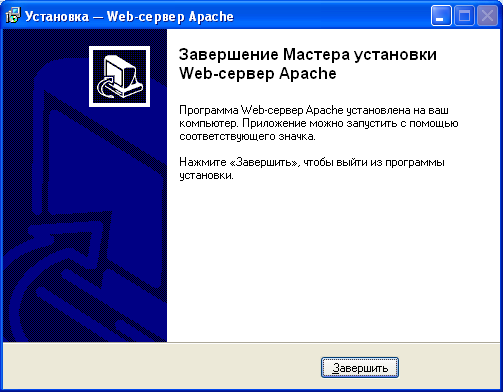 Установка — Web-сервер Apache
Завершение Мастера установки
Web-сервер Apache
Программа Web-сервер Apache установлена на ваш
компьютер. Приложение можно запустить с помощью
соответствующего значка.
Нажмите «Завершить», чтобы выйти из программы
установки.
Завершить